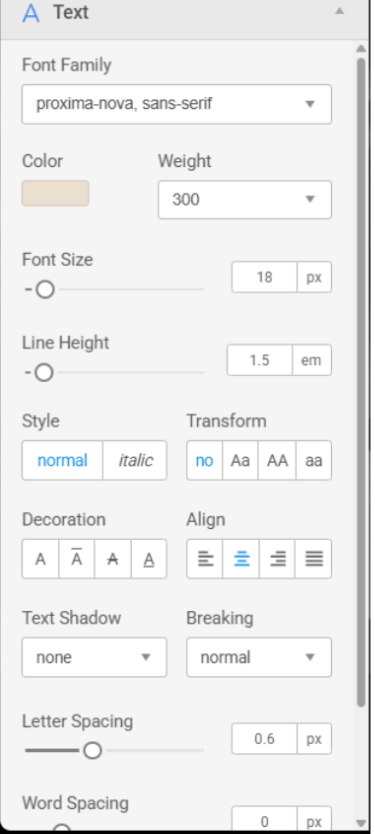 A Text
Font Family
proxima-nova, sans-serif
Color Weight
300
Font Size
18 px
Line Height
1.5 em
Style Transform
normal italic no Aa AA aa
Decoration Align
A A A A
Text Shadow Breaking
none normal
Letter Spacing
0.6 px
Word Spacing
0 px